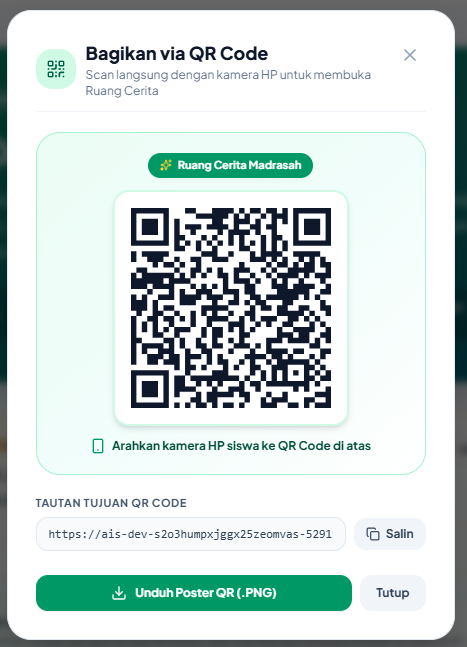 Bagikan via QR Code
Scan langsung dengan kamera HP untuk membuka
Ruang Cerita
Ruang Cerita Madrasah
Arahkan kamera HP siswa ke QR Code di atas
TAUTAN TUJUAN QR CODE
https://ais-dev-s2o3humpxjggx25zeomvas-5291
Salin
Unduh Poster QR (.PNG)
Tutup